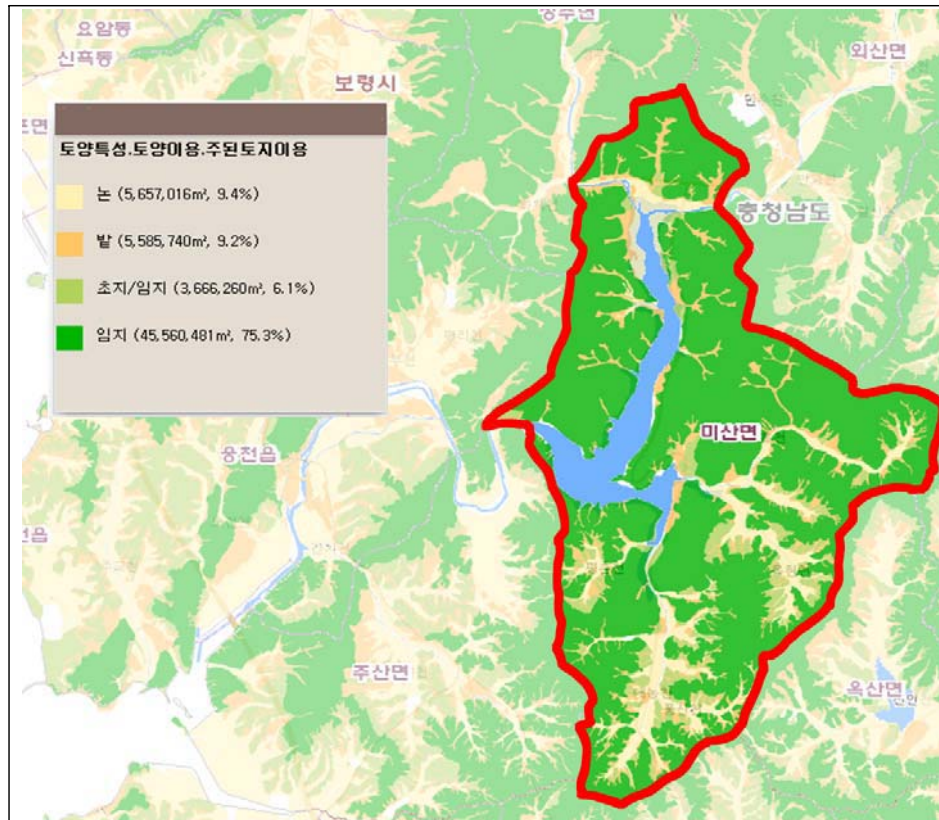 요암동
신흑동
성주면
외산면
보령시
토양특성.토양이용.주된토지이용
논 (5,657,016m², 9.4%)
밭 (5,585,740m², 9.2%)
초지/임지 (3,666,260m², 6.1%)
임지 (45,560,481m², 75.3%)
충청남도
미산면
웅천읍
주산면
옥산면